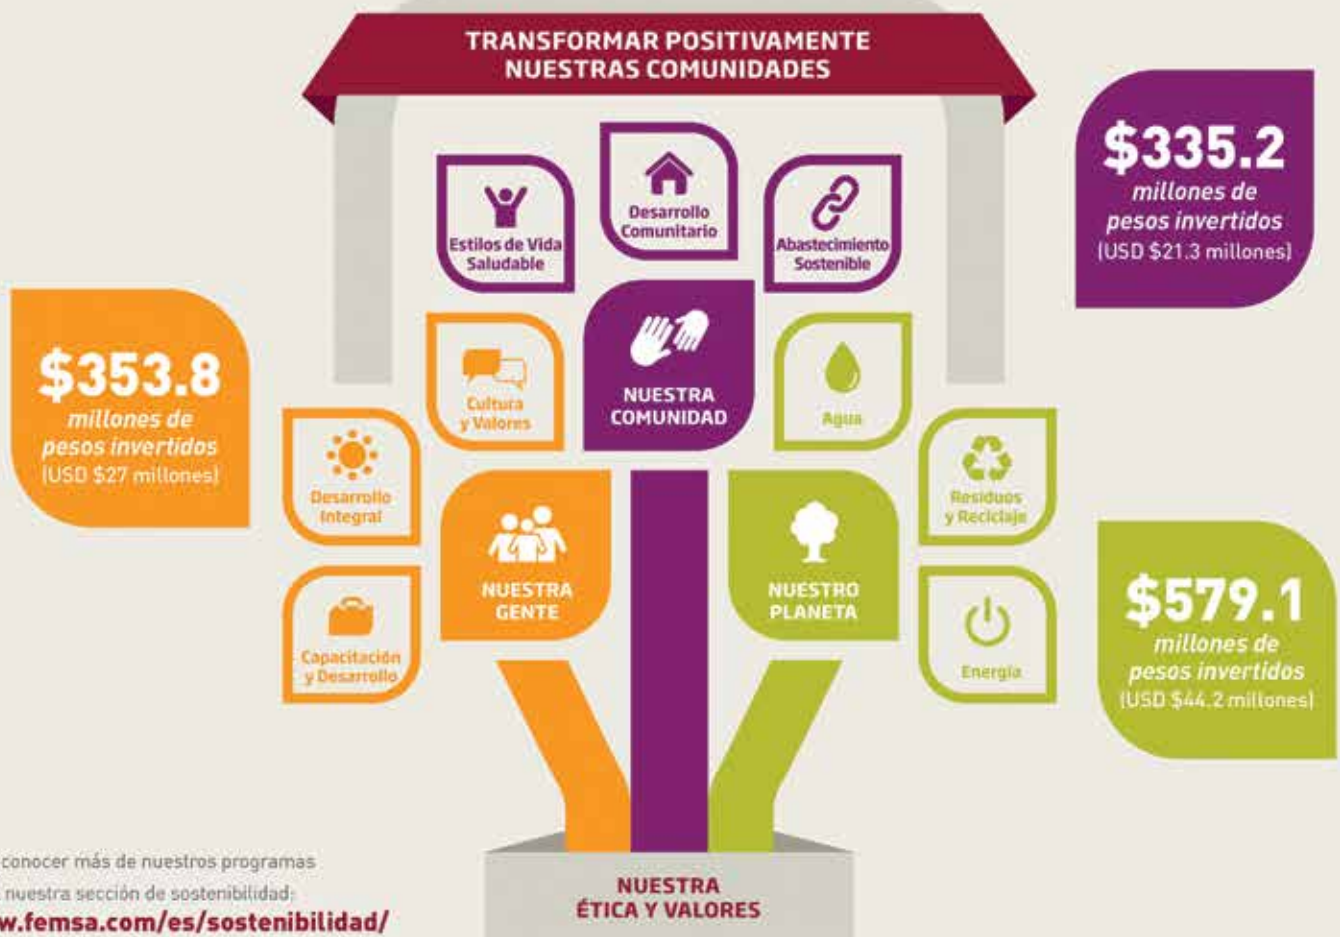 TRANSFORMAR POSITIVAMENTE
NUESTRAS COMUNIDADES
$335.2
millones de
pesos invertidos
(USD $21.3 millones)
Desarrollo
Comunitario
Estilos de Vida
Saludable
Abastecimiento
Sostenible
$353.8
millones de
pesos invertidos
(USD $27 millones)
Cultura
y Valores
NUESTRA
COMUNIDAD
Agua
Desarrollo
Integral
Residuos
y Reciclaje
NUESTRA
GENTE
NUESTRO
PLANETA
$579.1
millones de
pesos invertidos
(USD $44.2 millones)
Capacitación
y Desarrollo
Energía
conocer más de nuestros programas
nuestra sección de sostenibilidad:
w.femsa.com/es/sostenibilidad/
NUESTRA
ÉTICA Y VALORES